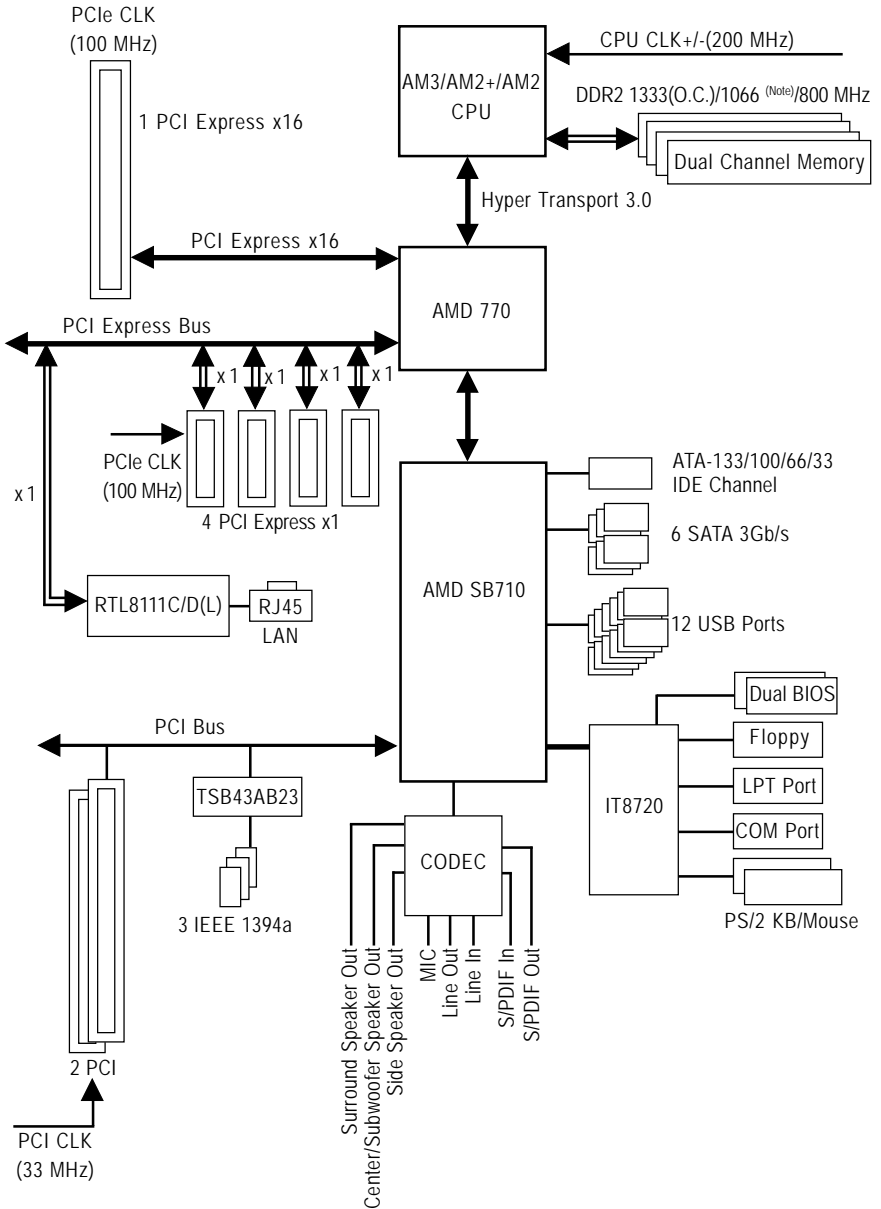 PCIe CLK
(100 MHz)
1 PCI Express x16
AM3/AM2+/AM2
CPU
CPU CLK+/-(200 MHz)
DDR2 1333(O.C.)/1066 (Note)/800 MHz
Dual Channel Memory
Hyper Transport 3.0
PCI Express x16
AMD 770
PCI Express Bus
x1
x1
x1
x1
x1
PCIe CLK
(100 MHz)
4 PCI Express x1
RTL8111C/D(L)
RJ45
LAN
AMD SB710
ATA-133/100/66/33
IDE Channel
6 SATA 3Gb/s
12 USB Ports
Dual BIOS
Floppy
LPT Port
COM Port
PS/2 KB/Mouse
IT8720
PCI Bus
TSB43AB23
3 IEEE 1394a
2 PCI
PCI CLK
(33 MHz)
CODEC
Surround Speaker Out
Center/Subwoofer Speaker Out
Side Speaker Out
MIC
Line Out
Line In
S/PDIF In
S/PDIF Out